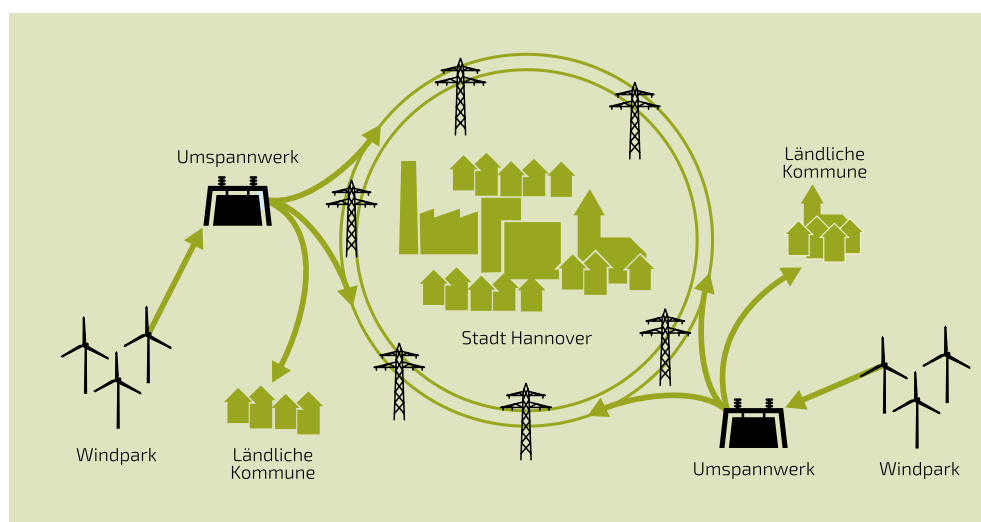 Umspannwerk
Ländliche
Kommune
Stadt Hannover
Windpark
Ländliche
Kommune
Umspannwerk
Windpark